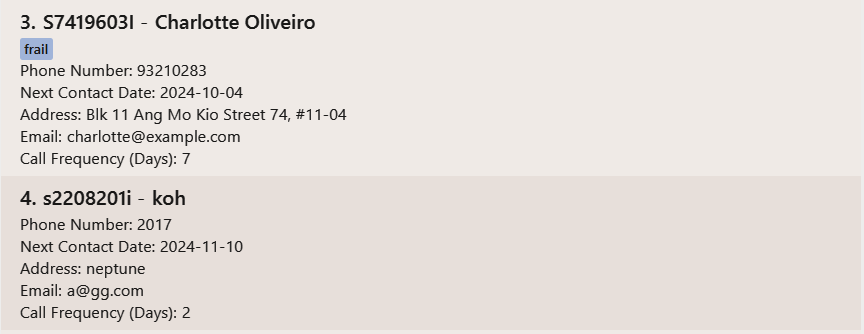 3. S7419603I - Charlotte Oliveiro
frail
Phone Number: 93210283
Next Contact Date: 2024-10-04
Address: Blk 11 Ang Mo Kio Street 74, #11-04
Email: charlotte@example.com
Call Frequency (Days): 7
4. s2208201i - koh
Phone Number: 2017
Next Contact Date: 2024-11-10
Address: neptune
Email: a@gg.com
Call Frequency (Days): 2